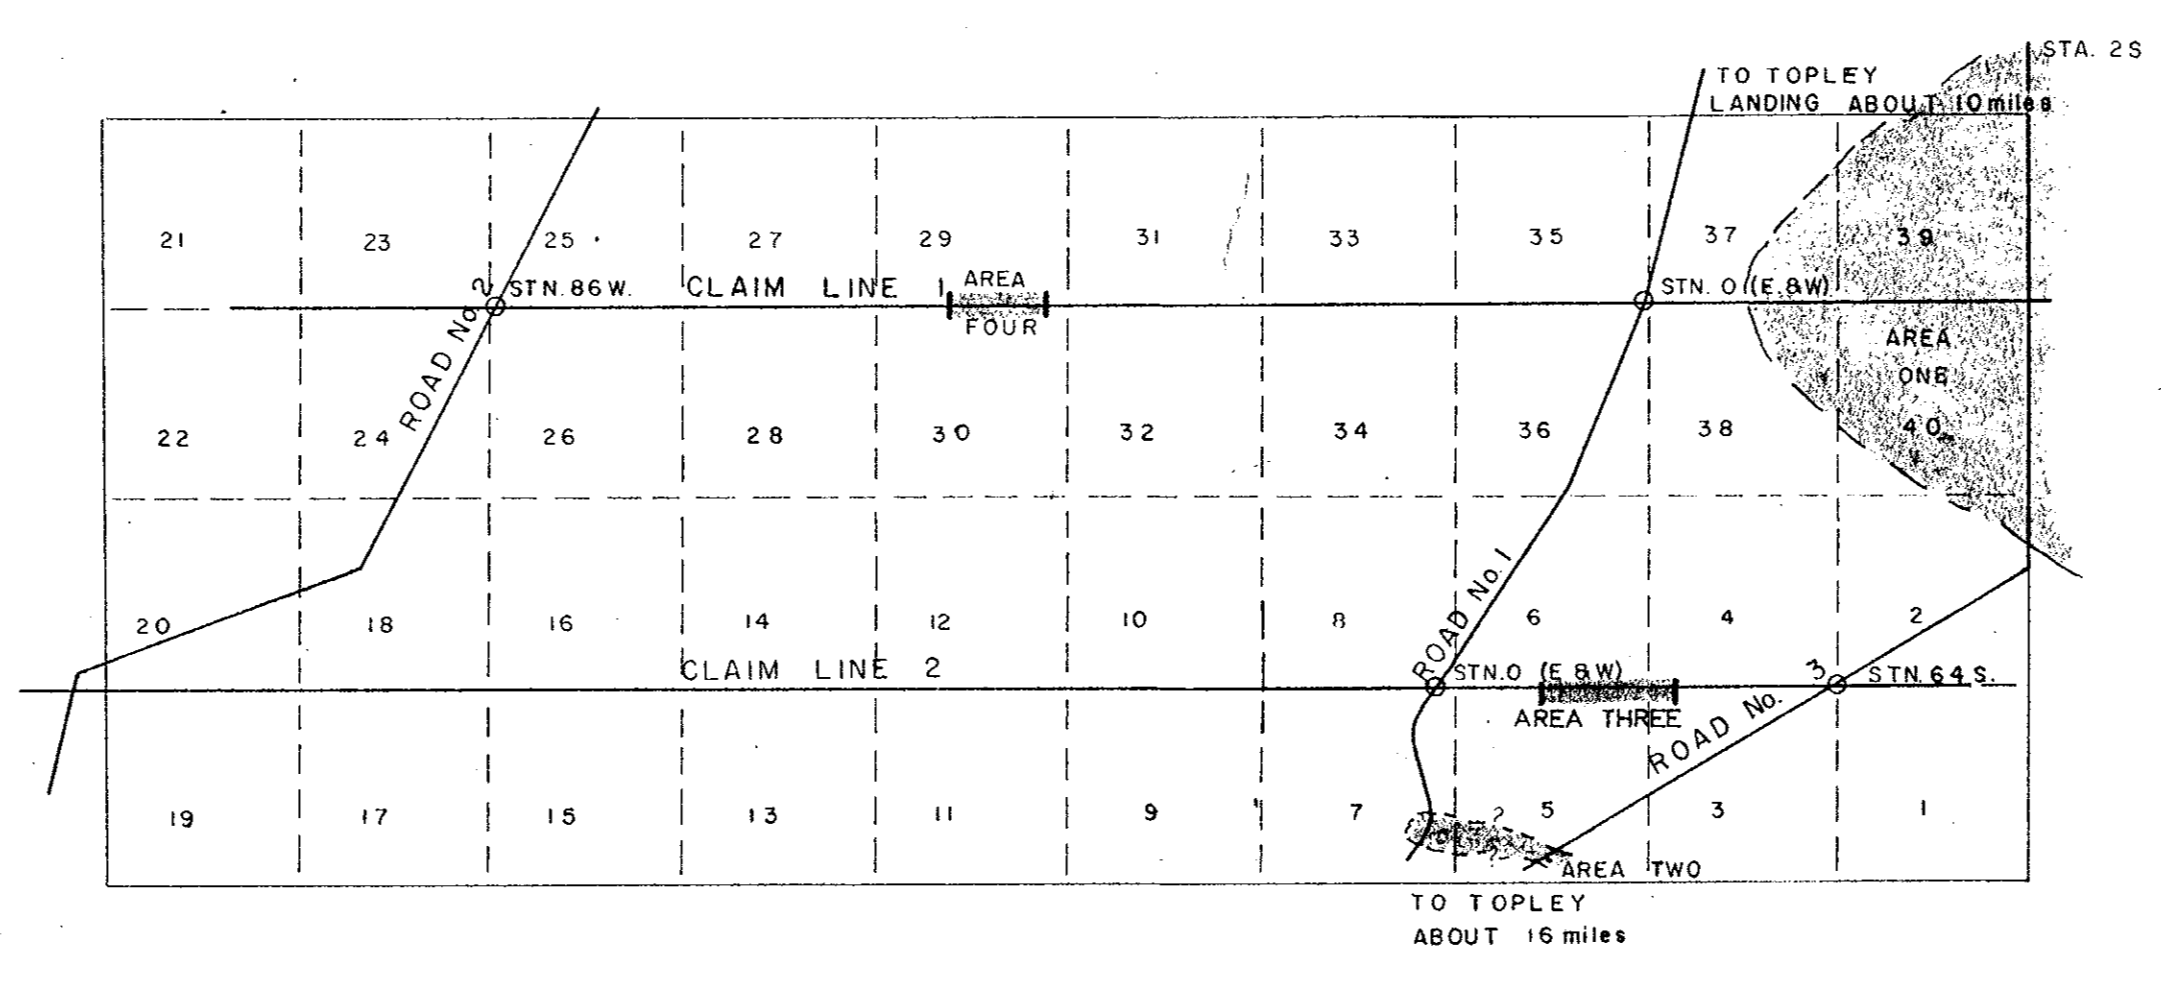 STA. 2 S
TO TOPLEY
LANDING ABOUT 10 miles
21 23 25 27 29 31 33 35 37 39
STN. 86 W.
CLAIM LINE 1
AREA
FOUR
STN. 0 (E. & W)
ROAD No. 2
AREA
ONE
22 24 26 28 30 32 34 36 38 40
ROAD No. 1
20 18 16 14 12 10 8 6 4 2
CLAIM LINE 2
STN. 0 (E & W)
STN. 64 S.
AREA THREE
ROAD No. 3
19 17 15 13 11 9 7 ? 5 3 1
?
AREA TWO
TO TOPLEY
ABOUT 16 miles